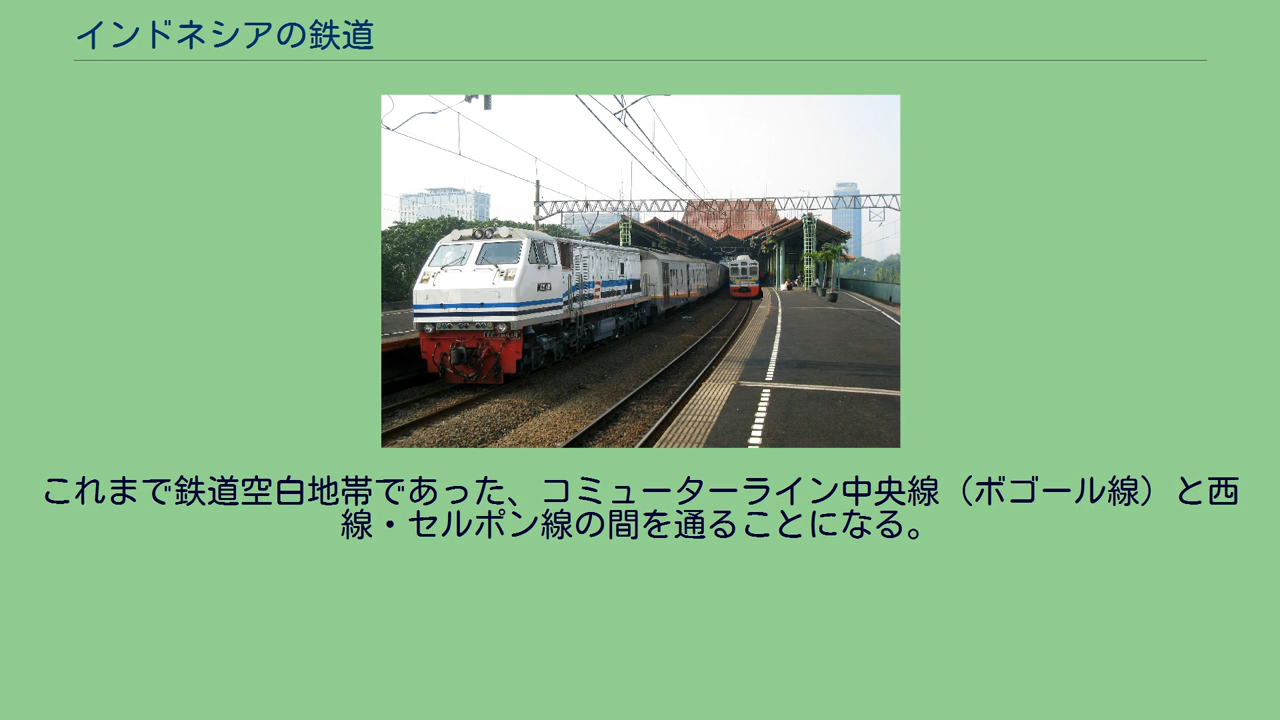 インドネシアの鉄道
これまで鉄道空白地帯であった、コミューターライン中央線（ボゴール線）と西
線・セルポン線の間を通ることになる。